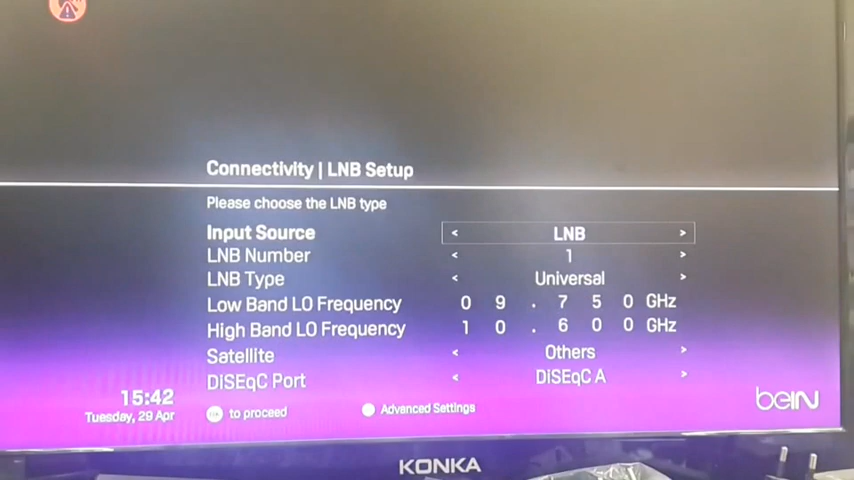 Connectivity | LNB Setup
Please choose the LNB type
Input Source < LNB >
LNB Number < 1 >
LNB Type < Universal >
Low Band LO Frequency 0 9 . 7 5 0 GHz
High Band LO Frequency 1 0 . 6 0 0 GHz
Satellite < Others >
DiSEqC Port < DiSEqC A >
15:42
Tuesday, 29 Apr
to proceed
Advanced Settings
beIN
KONKA